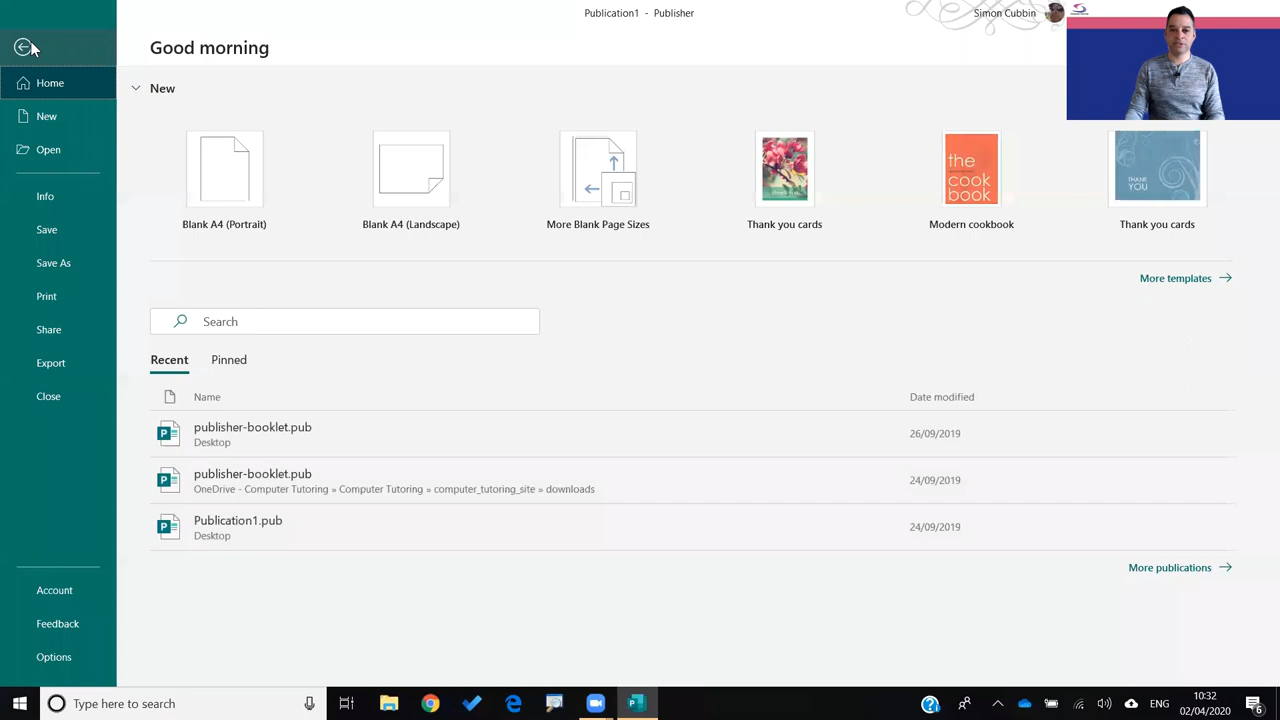 Publication1 - Publisher
Simon Cubbin
Good morning
Home
New
Open
Info
Save
Save As
Print
Share
Export
Close
Account
Feedback
Options
New
THANK YOU
the
cook
book
Blank A4 (Portrait)
Blank A4 (Landscape)
More Blank Page Sizes
Thank you cards
Modern cookbook
Thank you cards
More templates
Search
Recent
Pinned
Name
Date modified
publisher-booklet.pub
26/09/2019
Desktop
publisher-booklet.pub
24/09/2019
OneDrive - Computer Tutoring » Computer Tutoring » computer_tutoring_site » downloads
Publication1.pub
24/09/2019
Desktop
More publications
Type here to search
ENG
10:32
02/04/2020
6